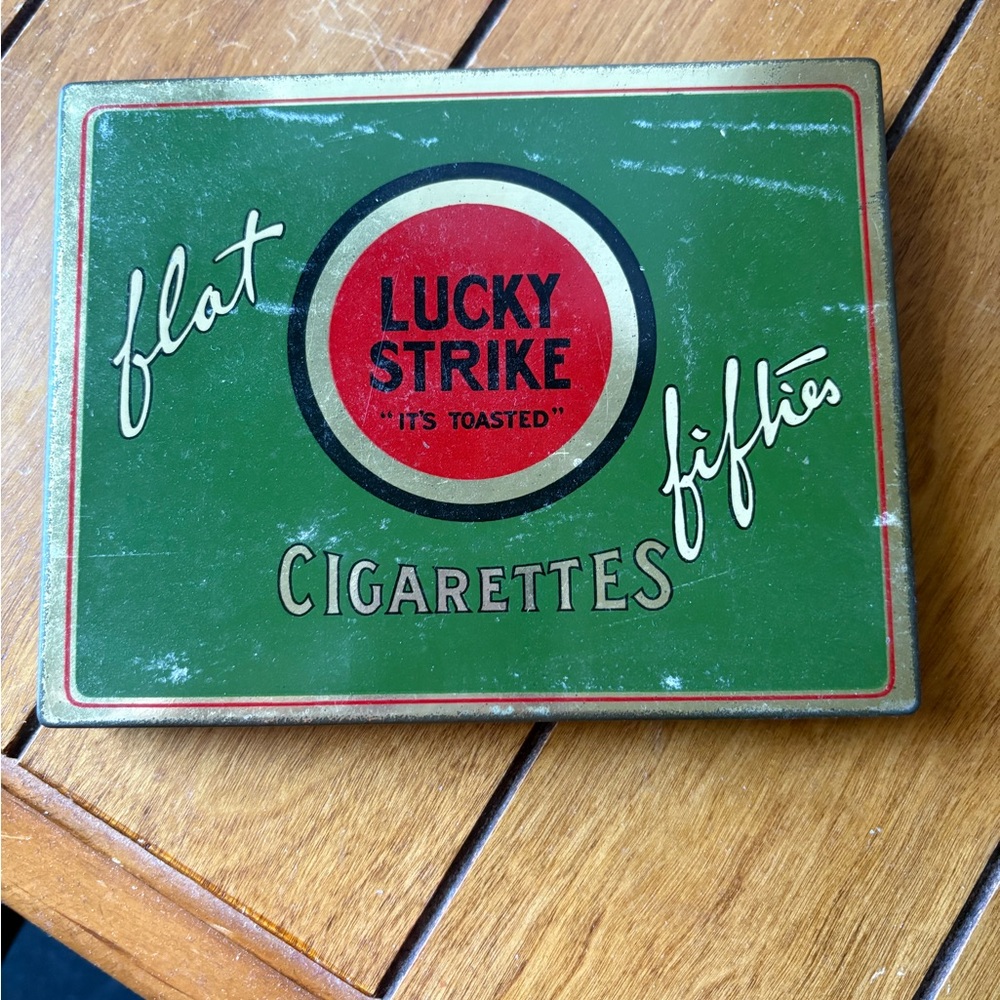 flat
LUCKY
STRIKE
"IT'S TOASTED"
fifties
CIGARETTES